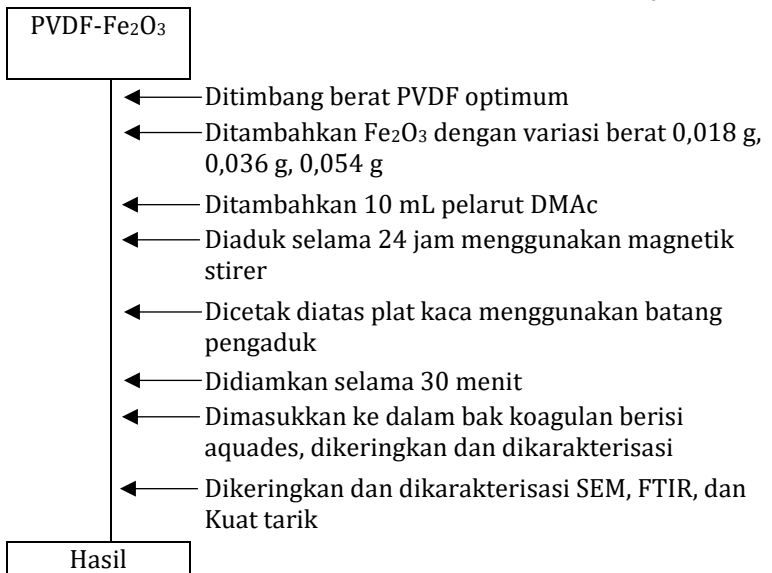 PVDF-Fe₂O₃
Ditimbang berat PVDF optimum
Ditambahkan Fe₂O₃ dengan variasi berat 0,018 g,
0,036 g, 0,054 g
Ditambahkan 10 mL pelarut DMAc
Diaduk selama 24 jam menggunakan magnetik
stirer
Dicetak diatas plat kaca menggunakan batang
pengaduk
Didiamkan selama 30 menit
Dimasukkan ke dalam bak koagulan berisi
aquades, dikeringkan dan dikarakterisasi
Dikeringkan dan dikarakterisasi SEM, FTIR, dan
Kuat tarik
Hasil